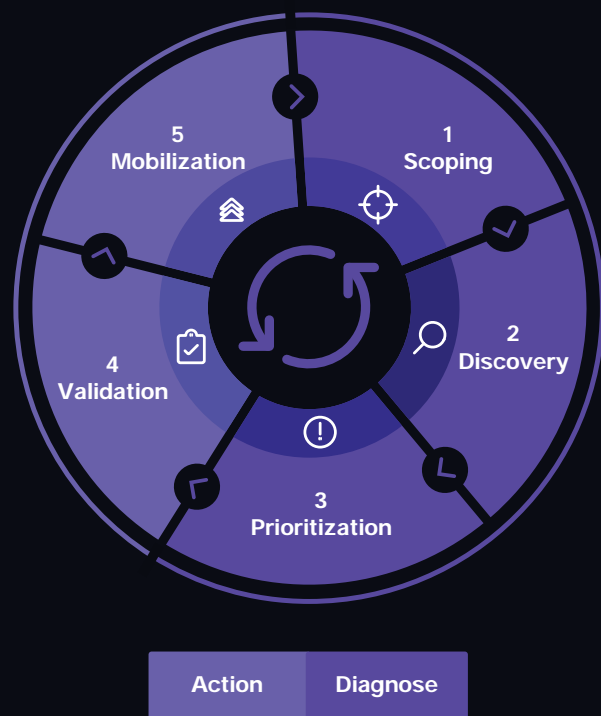 1
Scoping
2
Discovery
3
Prioritization
4
Validation
5
Mobilization
Action
Diagnose